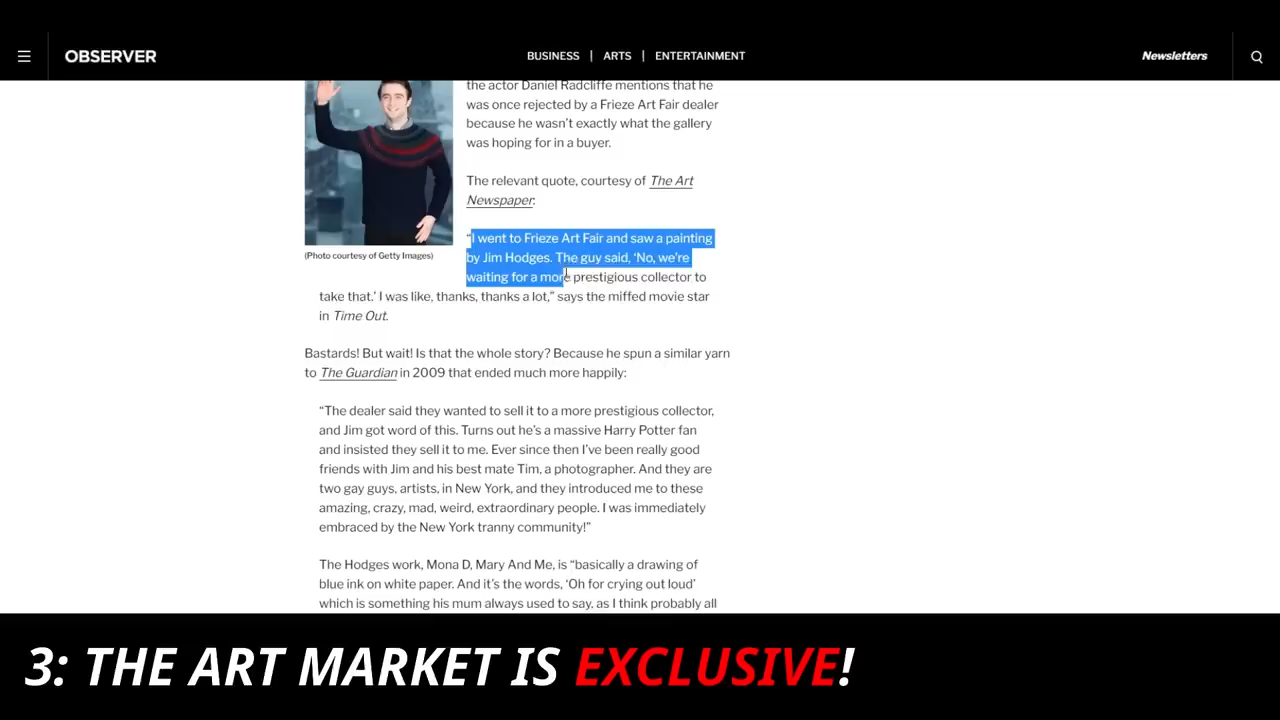 OBSERVER
BUSINESS | ARTS | ENTERTAINMENT
Newsletters
the actor Daniel Radcliffe mentions that he
was once rejected by a Frieze Art Fair dealer
because he wasn’t exactly what the gallery
was hoping for in a buyer.
The relevant quote, courtesy of The Art
Newspaper:
“I went to Frieze Art Fair and saw a painting
by Jim Hodges. The guy said, ‘No, we’re
waiting for a more prestigious collector to
take that.’ I was like, thanks, thanks a lot,” says the miffed movie star
in Time Out.
(Photo courtesy of Getty Images)
Bastards! But wait! Is that the whole story? Because he spun a similar yarn
to The Guardian in 2009 that ended much more happily:
“The dealer said they wanted to sell it to a more prestigious collector,
and Jim got word of this. Turns out he’s a massive Harry Potter fan
and insisted they sell it to me. Ever since then I’ve been really good
friends with Jim and his best mate Tim, a photographer. And they are
two gay guys, artists, in New York, and they introduced me to these
amazing, crazy, mad, weird, extraordinary people. I was immediately
embraced by the New York tranny community!”
The Hodges work, Mona D, Mary And Me, is “basically a drawing of
blue ink on white paper. And it’s the words, ‘Oh for crying out loud’
which is something his mum always used to say, as I think probably all
3: THE ART MARKET IS EXCLUSIVE!